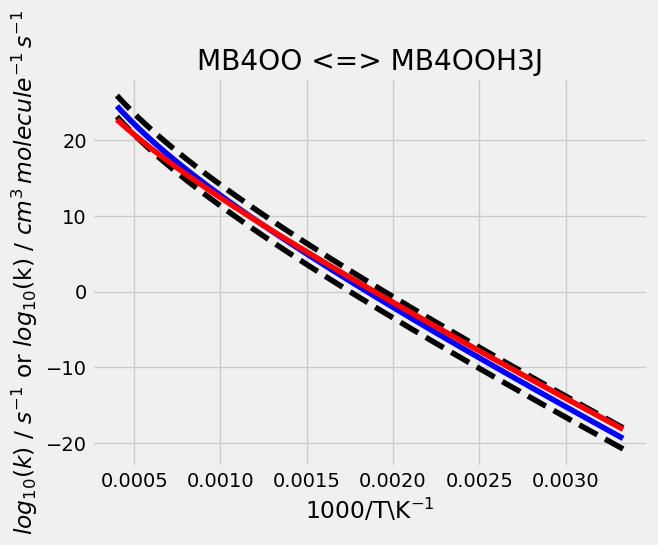 MB4OO <=> MB4OOH3J
log₁₀(k) / s⁻¹ or log₁₀(k) / cm³ molecule⁻¹ s⁻¹
20
10
0
−10
−20
0.0005 0.0010 0.0015 0.0020 0.0025 0.0030
1000/T\K⁻¹